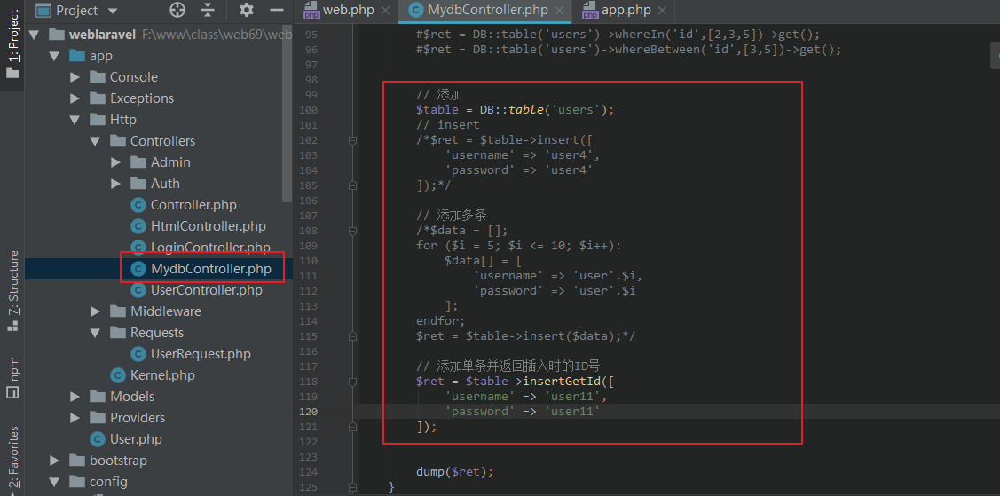 Project
web.php
MydbController.php
app.php
1: Project
7: Structure
npm
2: Favorites
weblaravel F:\www\class\web69\web
app
Console
Exceptions
Http
Controllers
Admin
Auth
Controller.php
HtmlController.php
LoginController.php
MydbController.php
UserController.php
Middleware
Requests
UserRequest.php
Kernel.php
Models
Providers
User.php
bootstrap
config
95 #$ret = DB::table('users')->whereIn('id',[2,3,5])->get();
96 #$ret = DB::table('users')->whereBetween('id',[3,5])->get();
97
98
99 // 添加
100 $table = DB::table('users');
101 // insert
102 /*$ret = $table->insert([
103 'username' => 'user4',
104 'password' => 'user4'
105 ]);*/
106
107 // 添加多条
108 /*$data = [];
109 for ($i = 5; $i <= 10; $i++):
110 $data[] = [
111 'username' => 'user'.$i,
112 'password' => 'user'.$i
113 ];
114 endfor;
115 $ret = $table->insert($data);*/
116
117 // 添加单条并返回插入时的ID号
118 $ret = $table->insertGetId([
119 'username' => 'user11',
120 'password' => 'user11'
121 ]);
122
123
124 dump($ret);
125 }